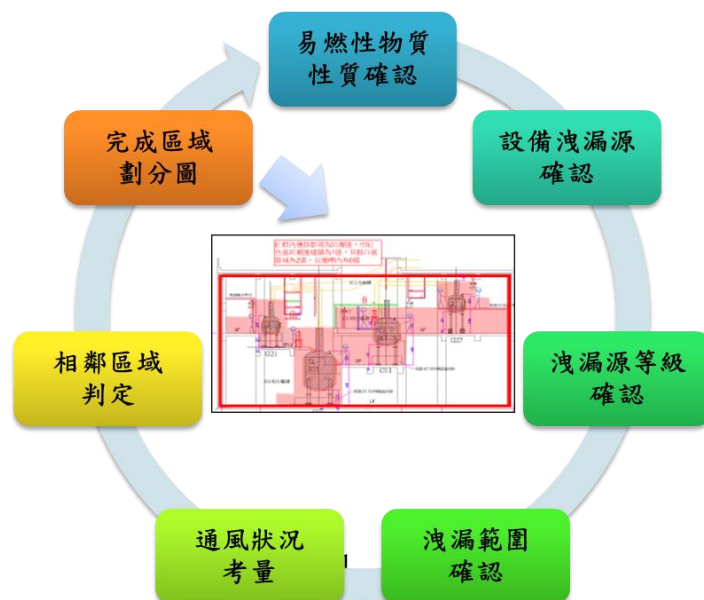 易燃性物質
性質確認
設備洩漏源
確認
洩漏源等級
確認
洩漏範圍
確認
通風狀況
考量
1
相鄰區域
判定
完成區域
劃分圖